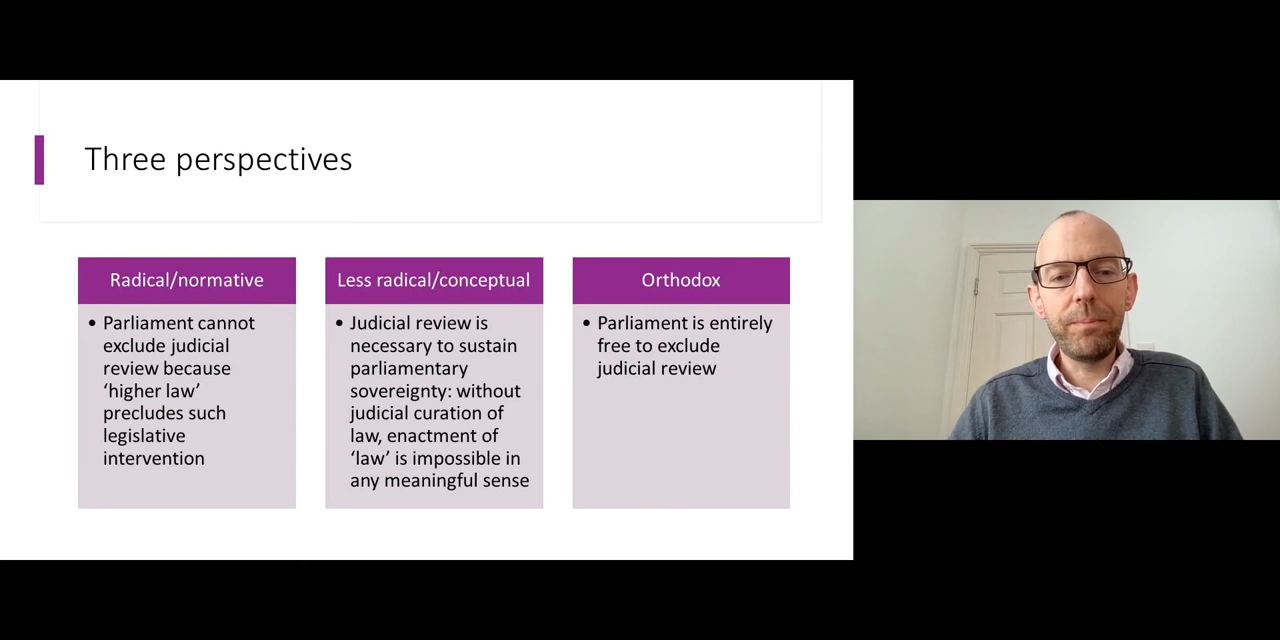 Three perspectives
Radical/normative
• Parliament cannot
exclude judicial
review because
‘higher law’
precludes such
legislative
intervention
Less radical/conceptual
• Judicial review is
necessary to sustain
parliamentary
sovereignty: without
judicial curation of
law, enactment of
‘law’ is impossible in
any meaningful sense
Orthodox
• Parliament is entirely
free to exclude
judicial review